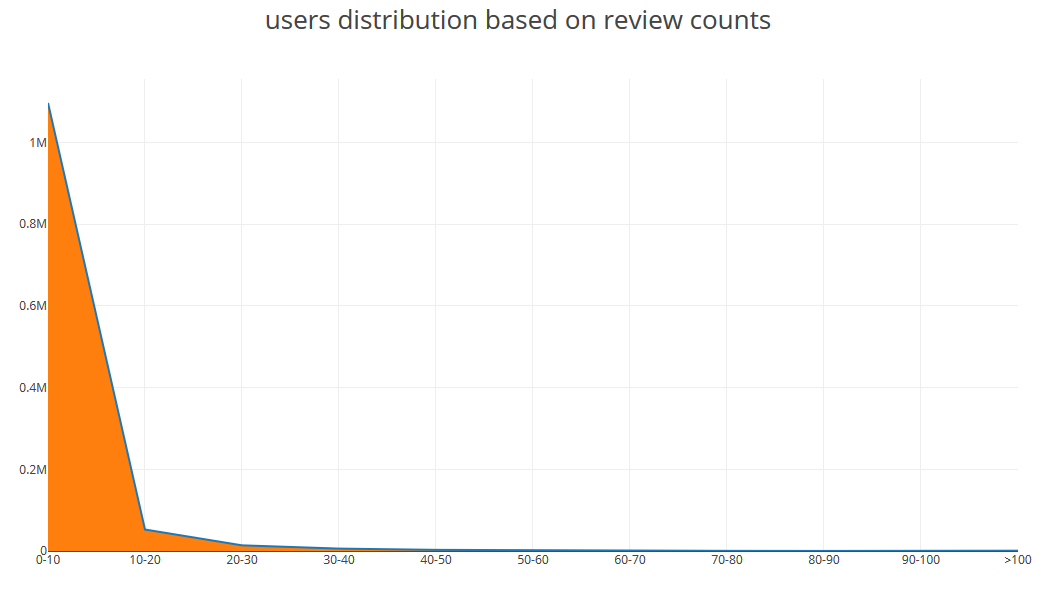 users distribution based on review counts
1M
0.8M
0.6M
0.4M
0.2M
0
0-10 10-20 20-30 30-40 40-50 50-60 60-70 70-80 80-90 90-100 >100